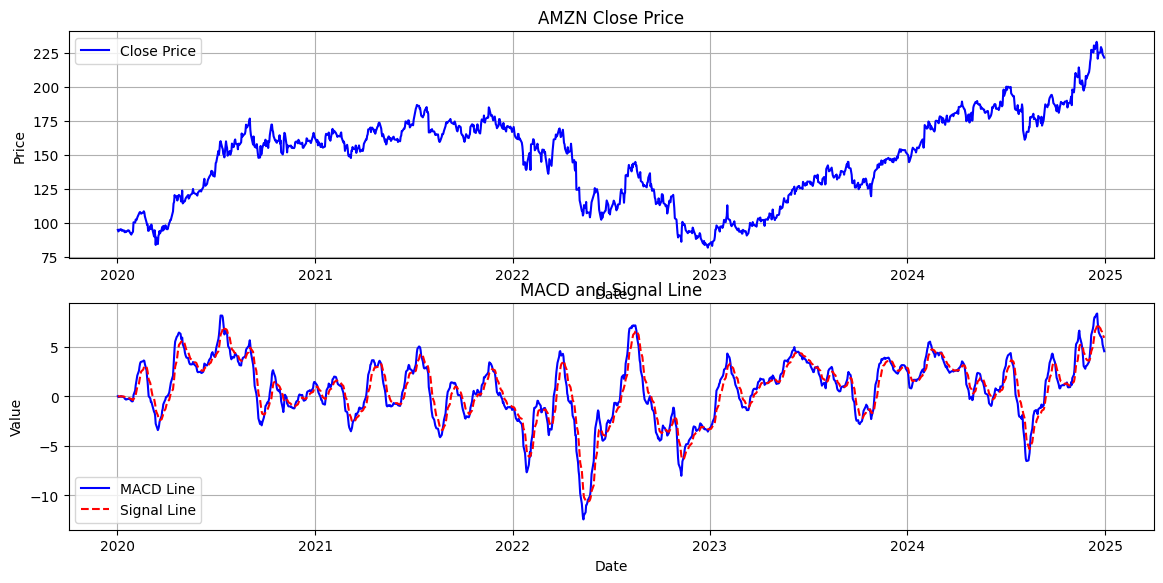 AMZN Close Price
Close Price
Price
225
200
175
150
125
100
75
2020 2021 2022 2023 2024 2025
Date
MACD and Signal Line
Value
5
0
−5
−10
MACD Line
Signal Line
2020 2021 2022 2023 2024 2025
Date